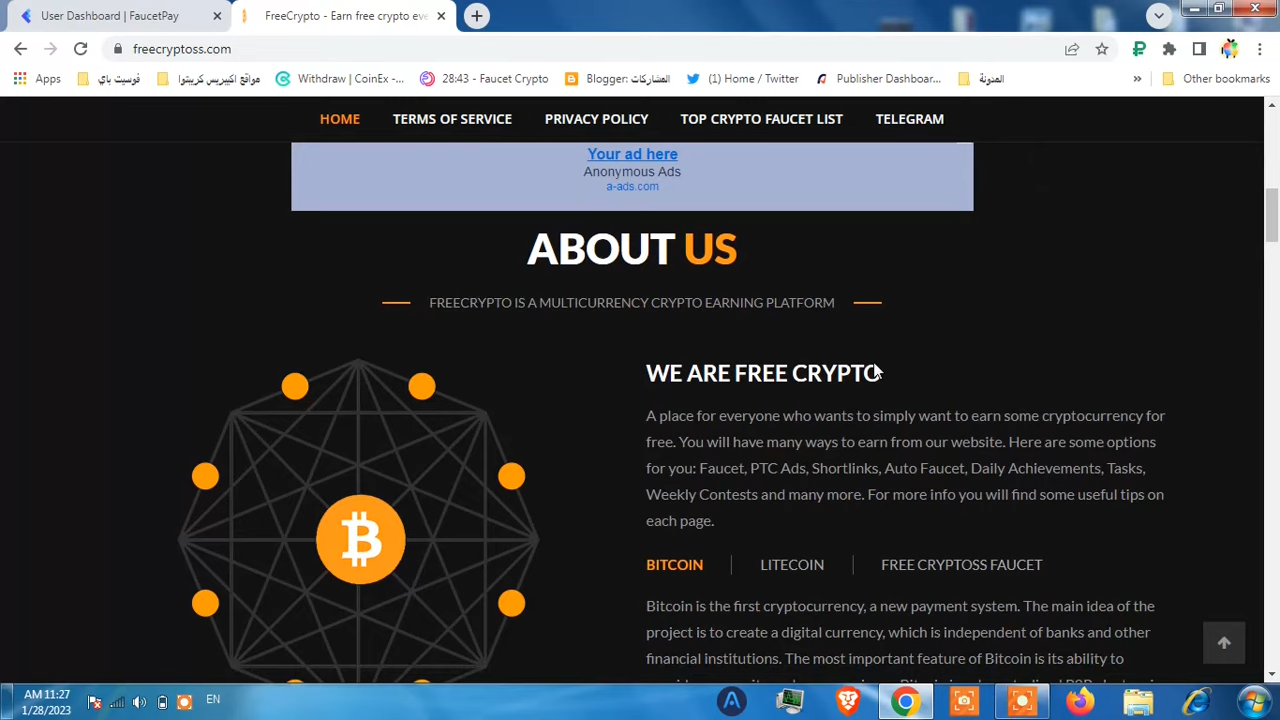 User Dashboard | FaucetPay
FreeCrypto - Earn free crypto eve
freecryptoss.com
Apps
فوسيت باي
مواقع اكسبريس كريبتوا
Withdraw | CoinEx -...
28:43 - Faucet Crypto
Blogger: المشاركات
(1) Home / Twitter
Publisher Dashboar...
المدونة
»
Other bookmarks
HOME
TERMS OF SERVICE
PRIVACY POLICY
TOP CRYPTO FAUCET LIST
TELEGRAM
Your ad here
Anonymous Ads
a-ads.com
ABOUT US
FREECRYPTO IS A MULTICURRENCY CRYPTO EARNING PLATFORM
WE ARE FREE CRYPTO
A place for everyone who wants to simply want to earn some cryptocurrency for
free. You will have many ways to earn from our website. Here are some options
for you: Faucet, PTC Ads, Shortlinks, Auto Faucet, Daily Achievements, Tasks,
Weekly Contests and many more. For more info you will find some useful tips on
each page.
BITCOIN
LITECOIN
FREE CRYPTOSS FAUCET
Bitcoin is the first cryptocurrency, a new payment system. The main idea of the
project is to create a digital currency, which is independent of banks and other
financial institutions. The most important feature of Bitcoin is its ability to
AM 11:27
1/28/2023
EN